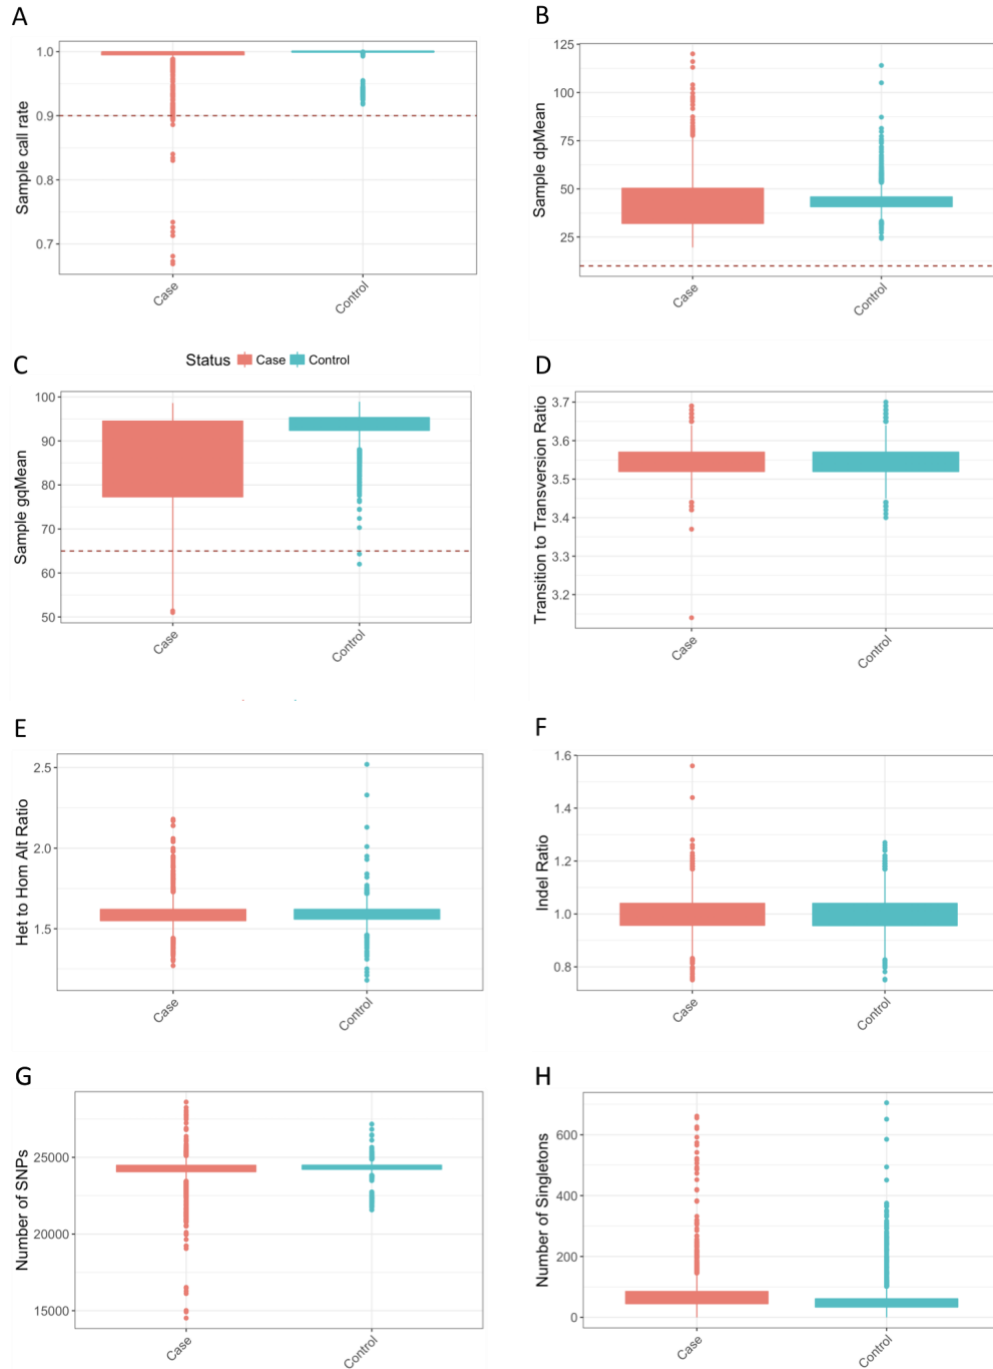 A
Sample call rate
1.0
0.9
0.8
0.7
Case
Control
B
Sample dpMean
125
100
75
50
25
Case
Control
Status Case Control
C
Sample gqMean
100
90
80
70
60
50
Case
Control
D
Transition to Transversion Ratio
3.7
3.6
3.5
3.4
3.3
3.2
Case
Control
E
Het to Hom Alt Ratio
2.5
2.0
1.5
Case
Control
F
Indel Ratio
1.6
1.4
1.2
1.0
0.8
Case
Control
G
Number of SNPs
25000
20000
15000
Case
Control
H
Number of Singletons
600
400
200
0
Case
Control